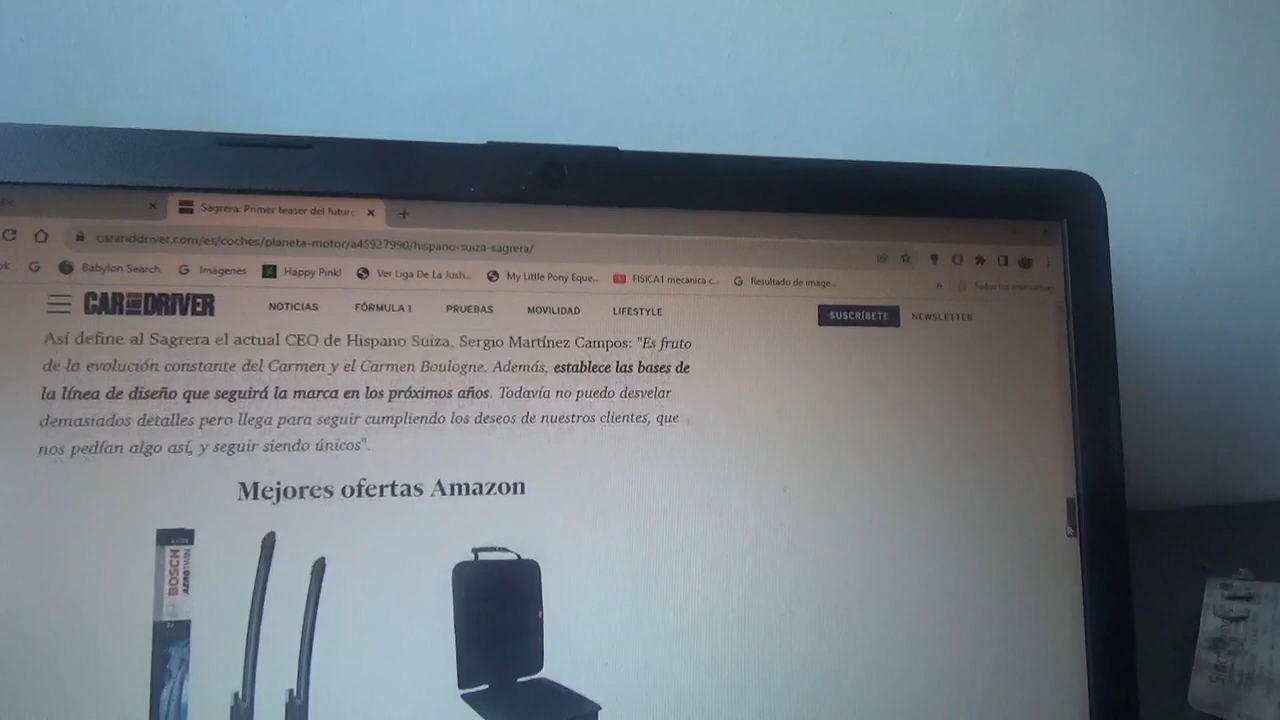 Sagrera: Primer teaser del futuro
caranddriver.com/es/coches/planeta-motor/a45927990/hispano-suiza-sagrera/
Babylon Search
Imágenes
Happy Pink!
Ver Liga De La Justi...
My Little Pony Eque...
FISICA1 mecánica c...
Resultado de image...
»
CAR AND DRIVER
NOTICIAS
FÓRMULA 1
PRUEBAS
MOVILIDAD
LIFESTYLE
SUSCRÍBETE
NEWSLETTER
Así define al Sagrera el actual CEO de Hispano Suiza, Sergio Martínez Campos: "Es fruto
de la evolución constante del Carmen y el Carmen Boulogne. Además, establece las bases de
la línea de diseño que seguirá la marca en los próximos años. Todavía no puedo desvelar
demasiados detalles pero llega para seguir cumpliendo los deseos de nuestros clientes, que
nos pedían algo así, y seguir siendo únicos".
Mejores ofertas Amazon
BOSCH
AEROTWIN